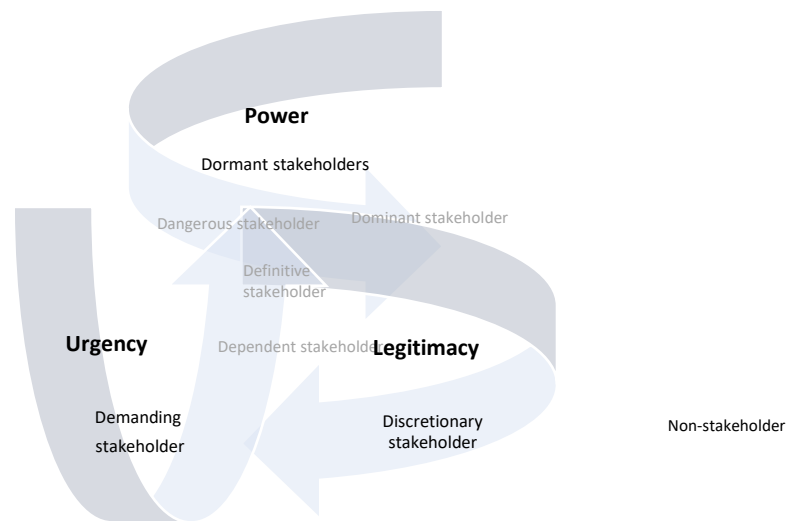 Power
Dormant stakeholders
Dangerous stakeholder
Dominant stakeholder
Definitive
stakeholder
Urgency
Dependent stakeholder
Legitimacy
Demanding
stakeholder
Discretionary
stakeholder
Non-stakeholder